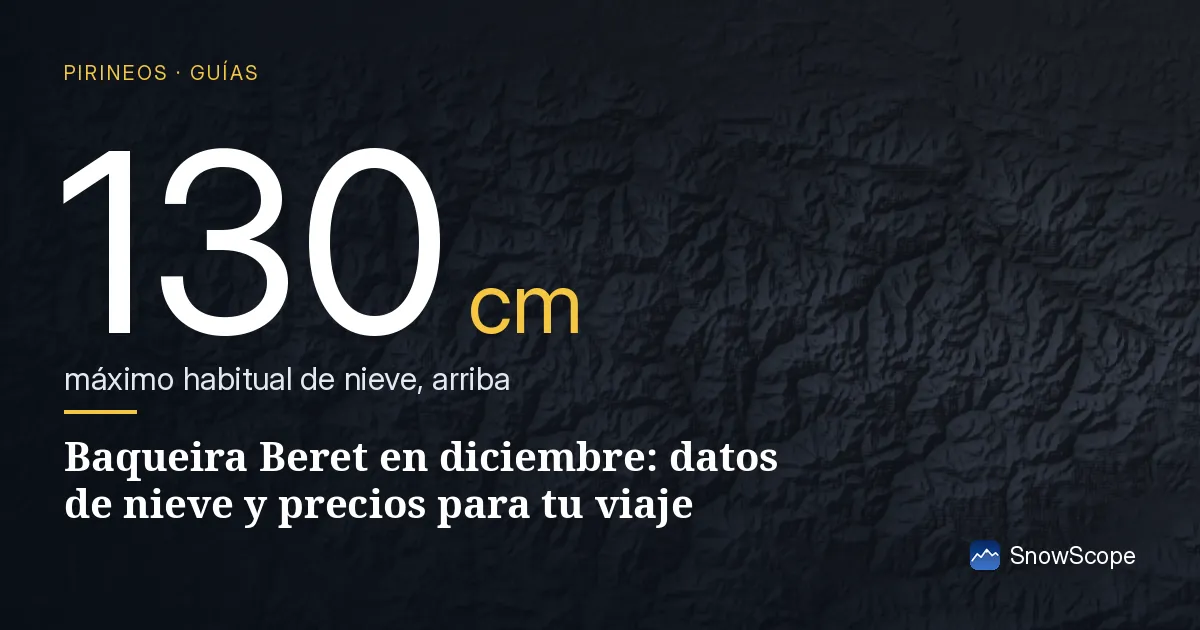 PIRINEOS · GUÍAS
130 cm
máximo habitual de nieve, arriba
Baqueira Beret en diciembre: datos
de nieve y precios para tu viaje
SnowScope